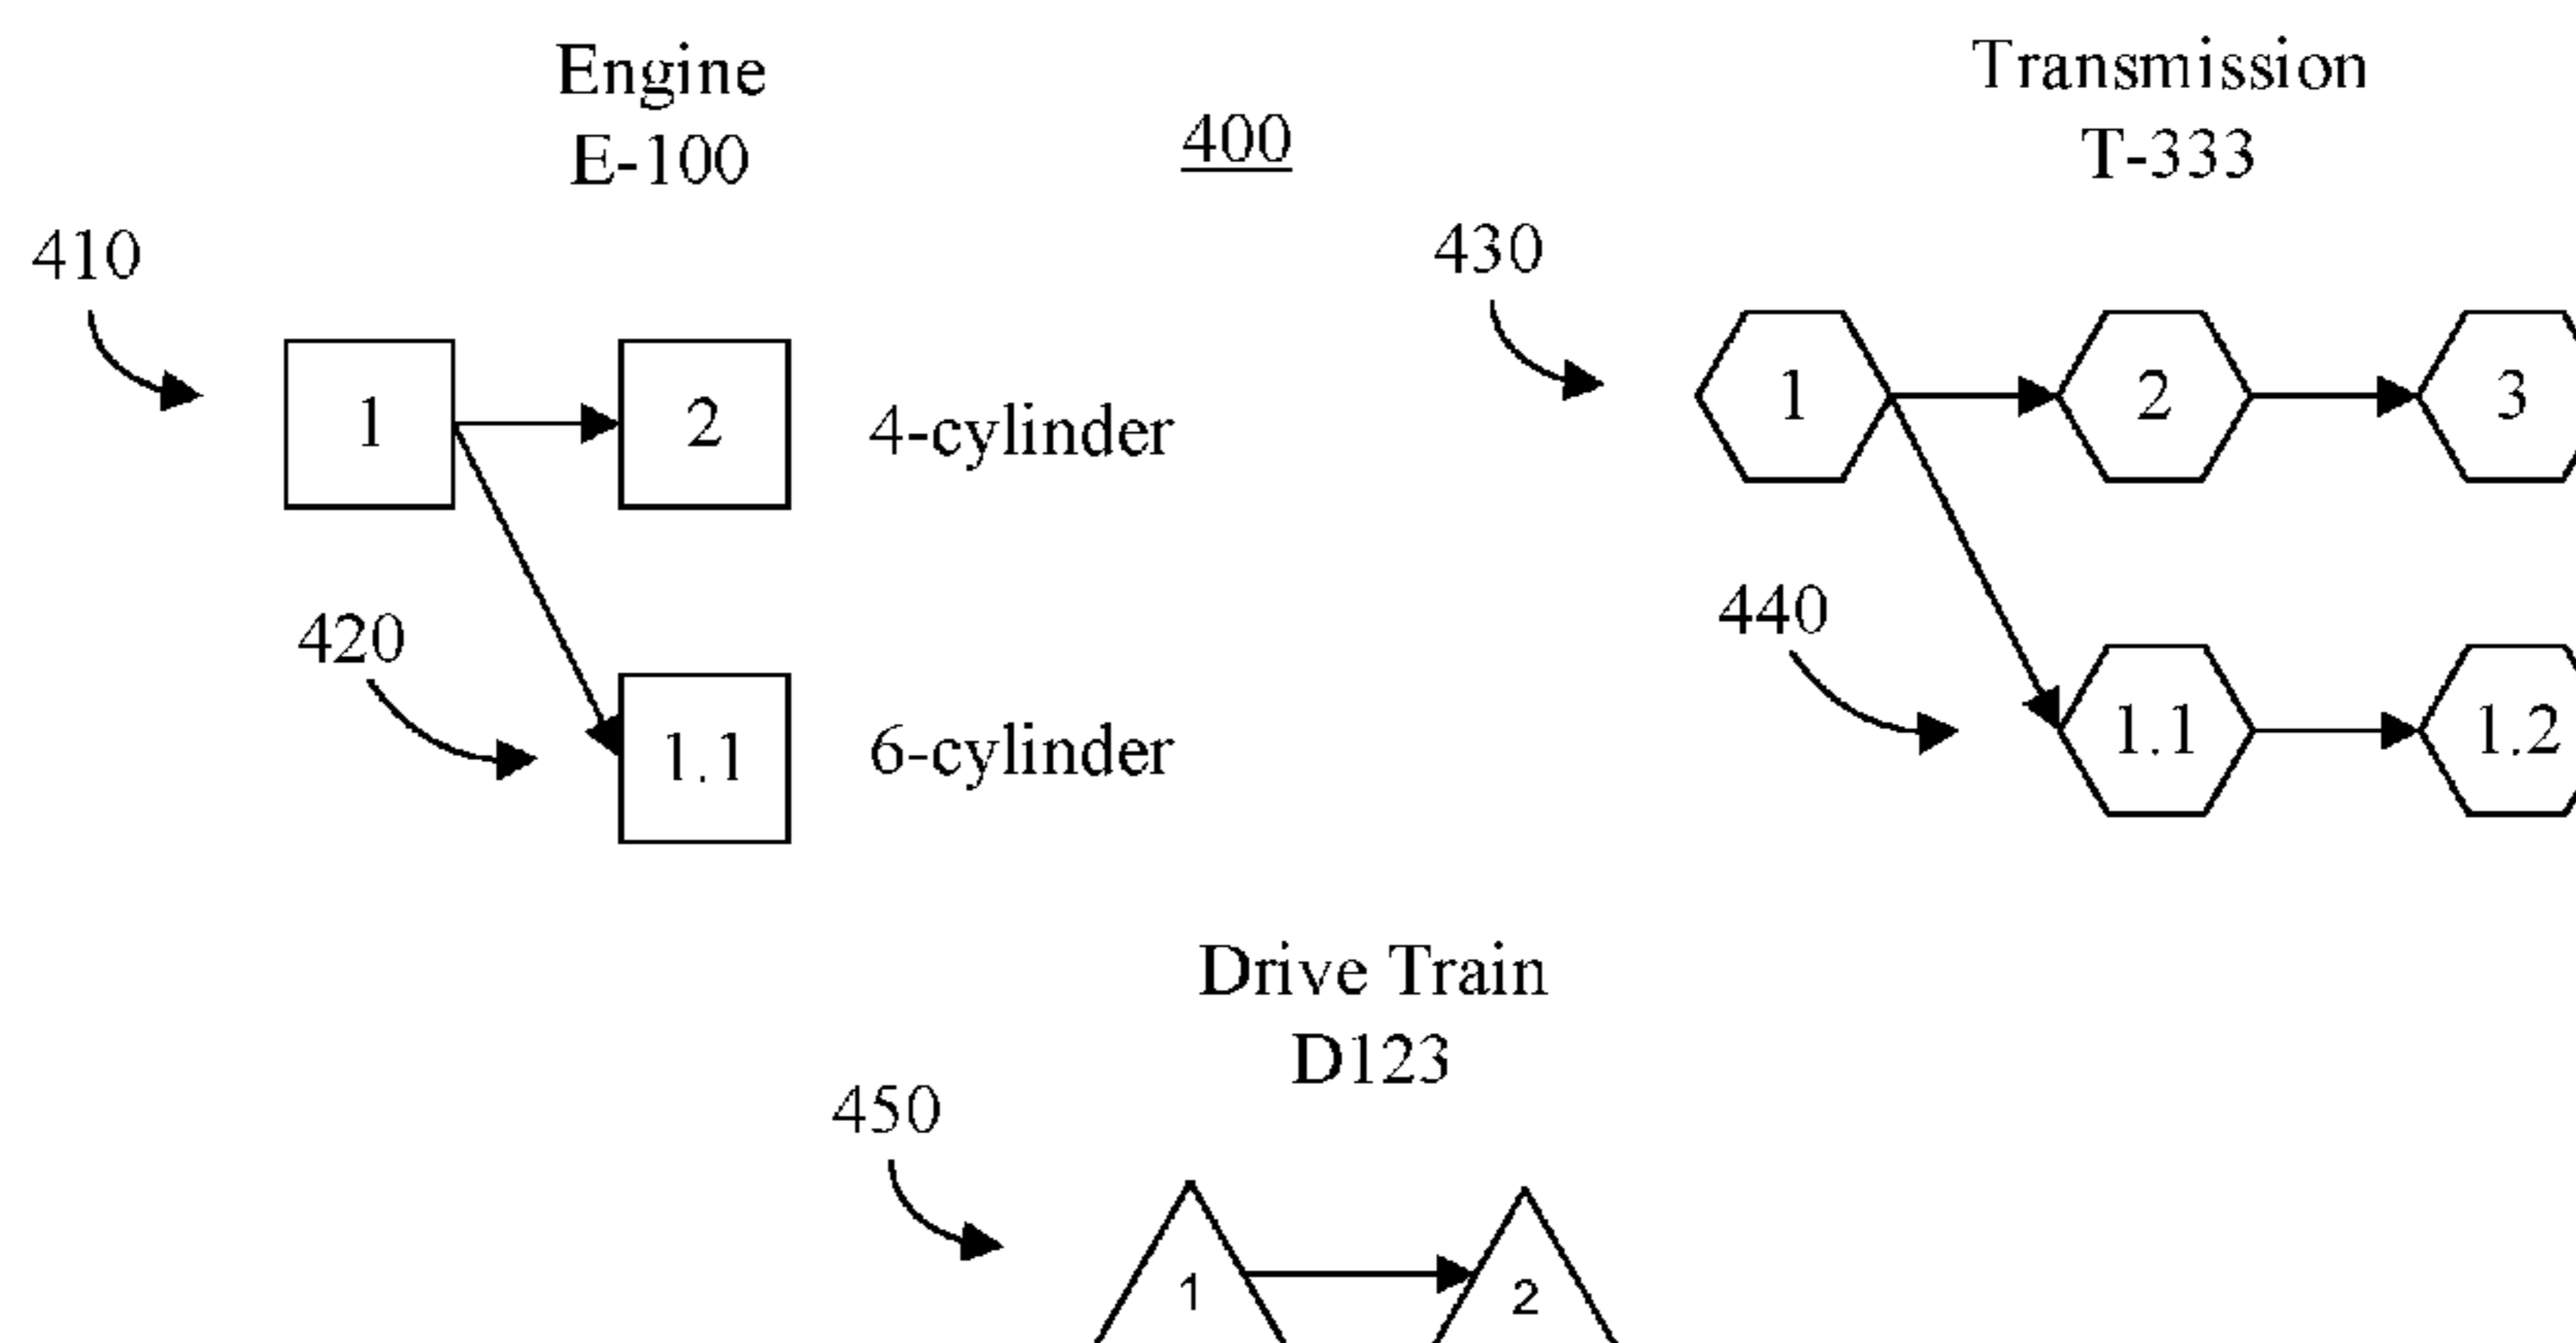 Engine
E-100
400
Transmission
T-333
410
430
1
2
4-cylinder
1
2
3
420
1.1
6-cylinder
440
1.1
1.2
Drive Train
D123
450
1
2